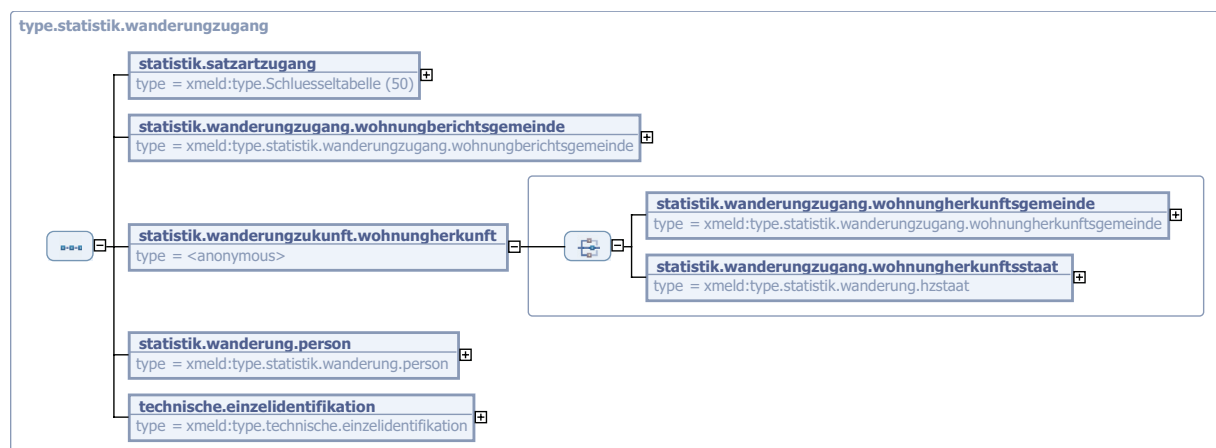 type.statistik.wanderungzugang
statistik.satzartzugang
type = xmeld:type.Schluesseltabelle (50)
statistik.wanderungzugang.wohnungberichtsgemeinde
type = xmeld:type.statistik.wanderungzugang.wohnungberichtsgemeinde
statistik.wanderungzukunft.wohnungherkunft
type = <anonymous>
statistik.wanderungzugang.wohnungherkunftsgemeinde
type = xmeld:type.statistik.wanderungzugang.wohnungherkunftsgemeinde
statistik.wanderungzugang.wohnungherkunftsstaat
type = xmeld:type.statistik.wanderung.hzstaat
statistik.wanderung.person
type = xmeld:type.statistik.wanderung.person
technische.einzelidentifikation
type = xmeld:type.technische.einzelidentifikation